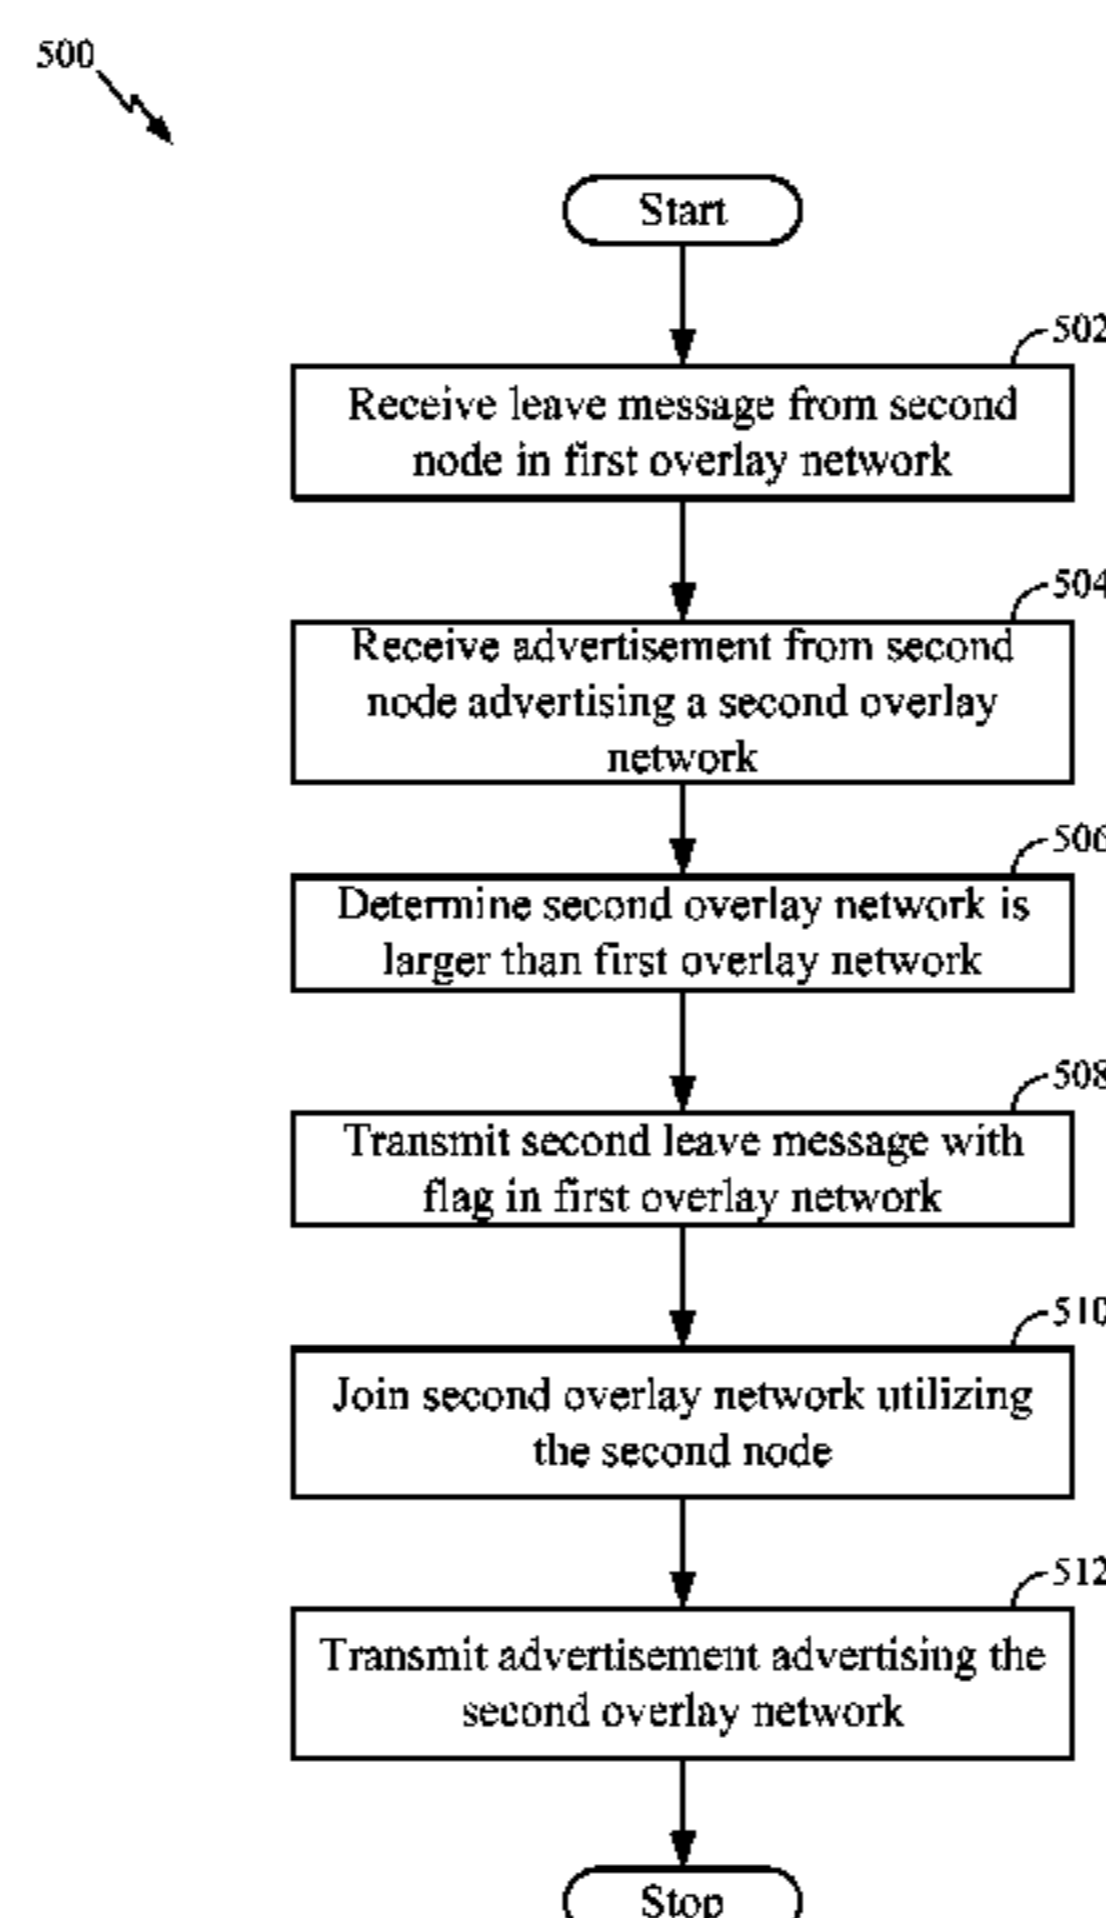 500
Start
502
Receive leave message from second
node in first overlay network
504
Receive advertisement from second
node advertising a second overlay
network
506
Determine second overlay network is
larger than first overlay network
508
Transmit second leave message with
flag in first overlay network
510
Join second overlay network utilizing
the second node
512
Transmit advertisement advertising the
second overlay network
Stop